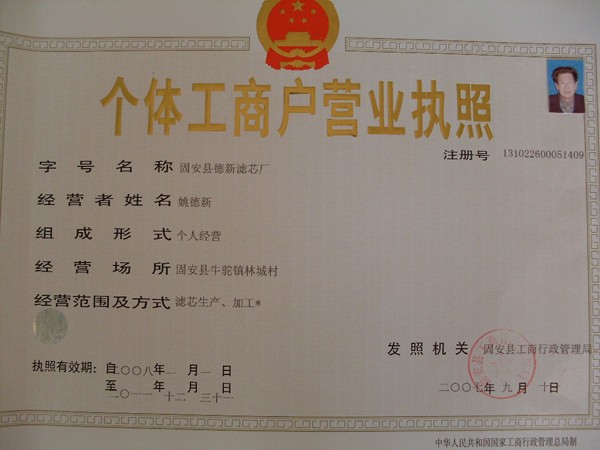 个体工商户营业执照
注册号 131022600051409
字号名称 固安县德新滤芯厂
经营者姓名 姚德新
组成形式 个人经营
经营场所 固安县牛驼镇林城村
经营范围及方式 滤芯生产、加工*
发照机关 固安县工商行政管理局
执照有效期: 自二〇〇八年一月一日
至 年 月 日
二〇一一 十二 三十一
二〇〇七年九月十日
中华人民共和国国家工商行政管理总局制